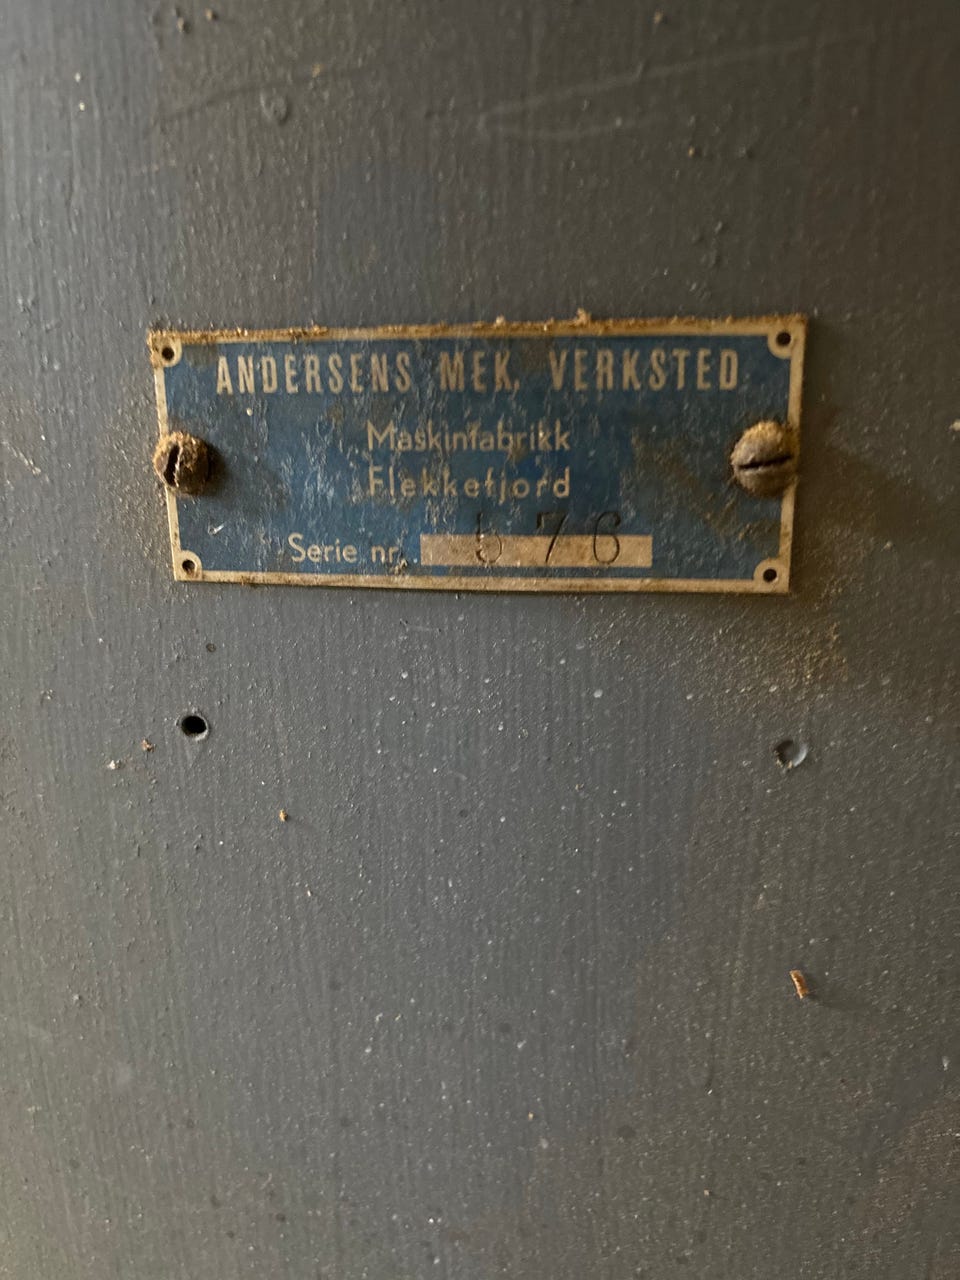 ANDERSENS MEK. VERKSTED
Maskinfabrikk
Flekkefjord
Serie nr. 576